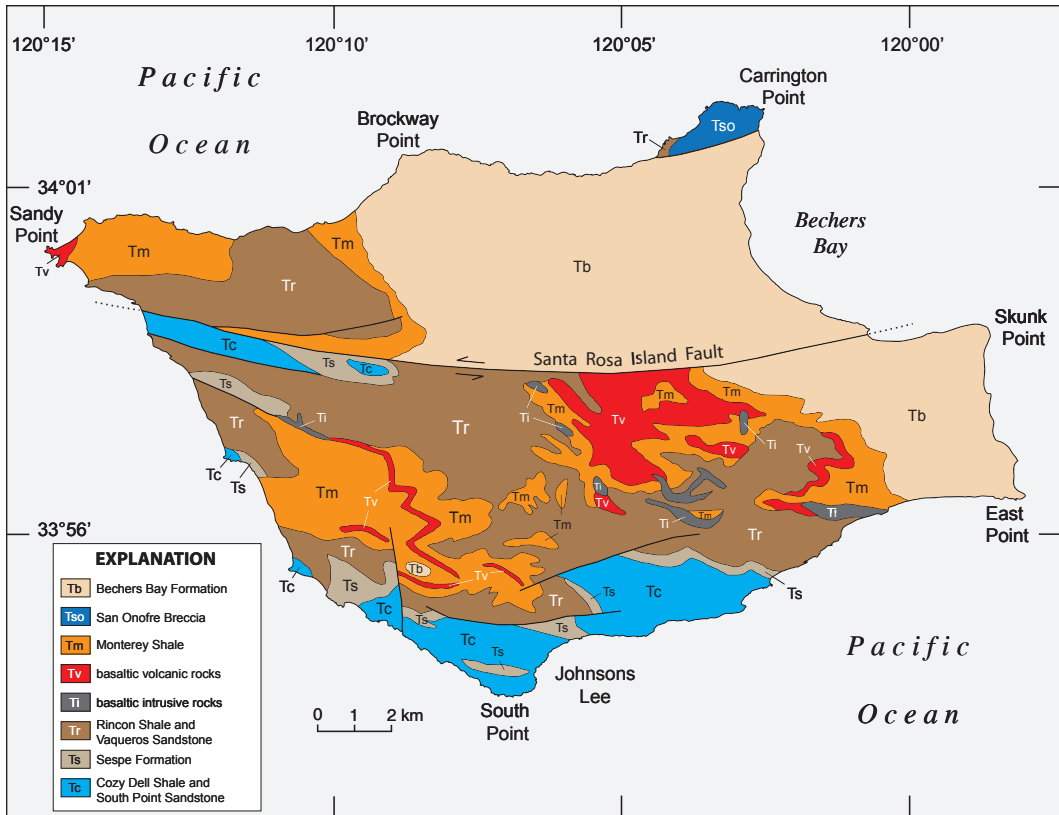 120°15’
120°10’
120°05’
120°00’
Pacific
Ocean
Carrington
Point
Brockway
Point
Tso
Tr
34°01’
Sandy
Point
Tv
Tm
Tm
Tr
Tb
Bechers
Bay
Skunk
Point
Santa Rosa Island Fault
Tc
Ts
Tc
Ts
Ti
Tm
Tm
Tm
Tv
Tb
Tr
Tr
Ti
Ti
Tv
Tv
Tc
Ts
Tm
Tv
Ti
Tv
Tm
Tm
Tm
Tm
Ti
Ti
Tr
East
Point
33°56’
Tr
Tc
Ts
Tb
Tv
Tc
Ts
Tr
Ts
Tc
Ts
Tc
Ts
Ts
Johnsons
Lee
South
Point
Pacific
Ocean
0 1 2 km
EXPLANATION
Tb Bechers Bay Formation
Tso San Onofre Breccia
Tm Monterey Shale
Tv basaltic volcanic rocks
Ti basaltic intrusive rocks
Tr Rincon Shale and
Vaqueros Sandstone
Ts Sespe Formation
Tc Cozy Dell Shale and
South Point Sandstone